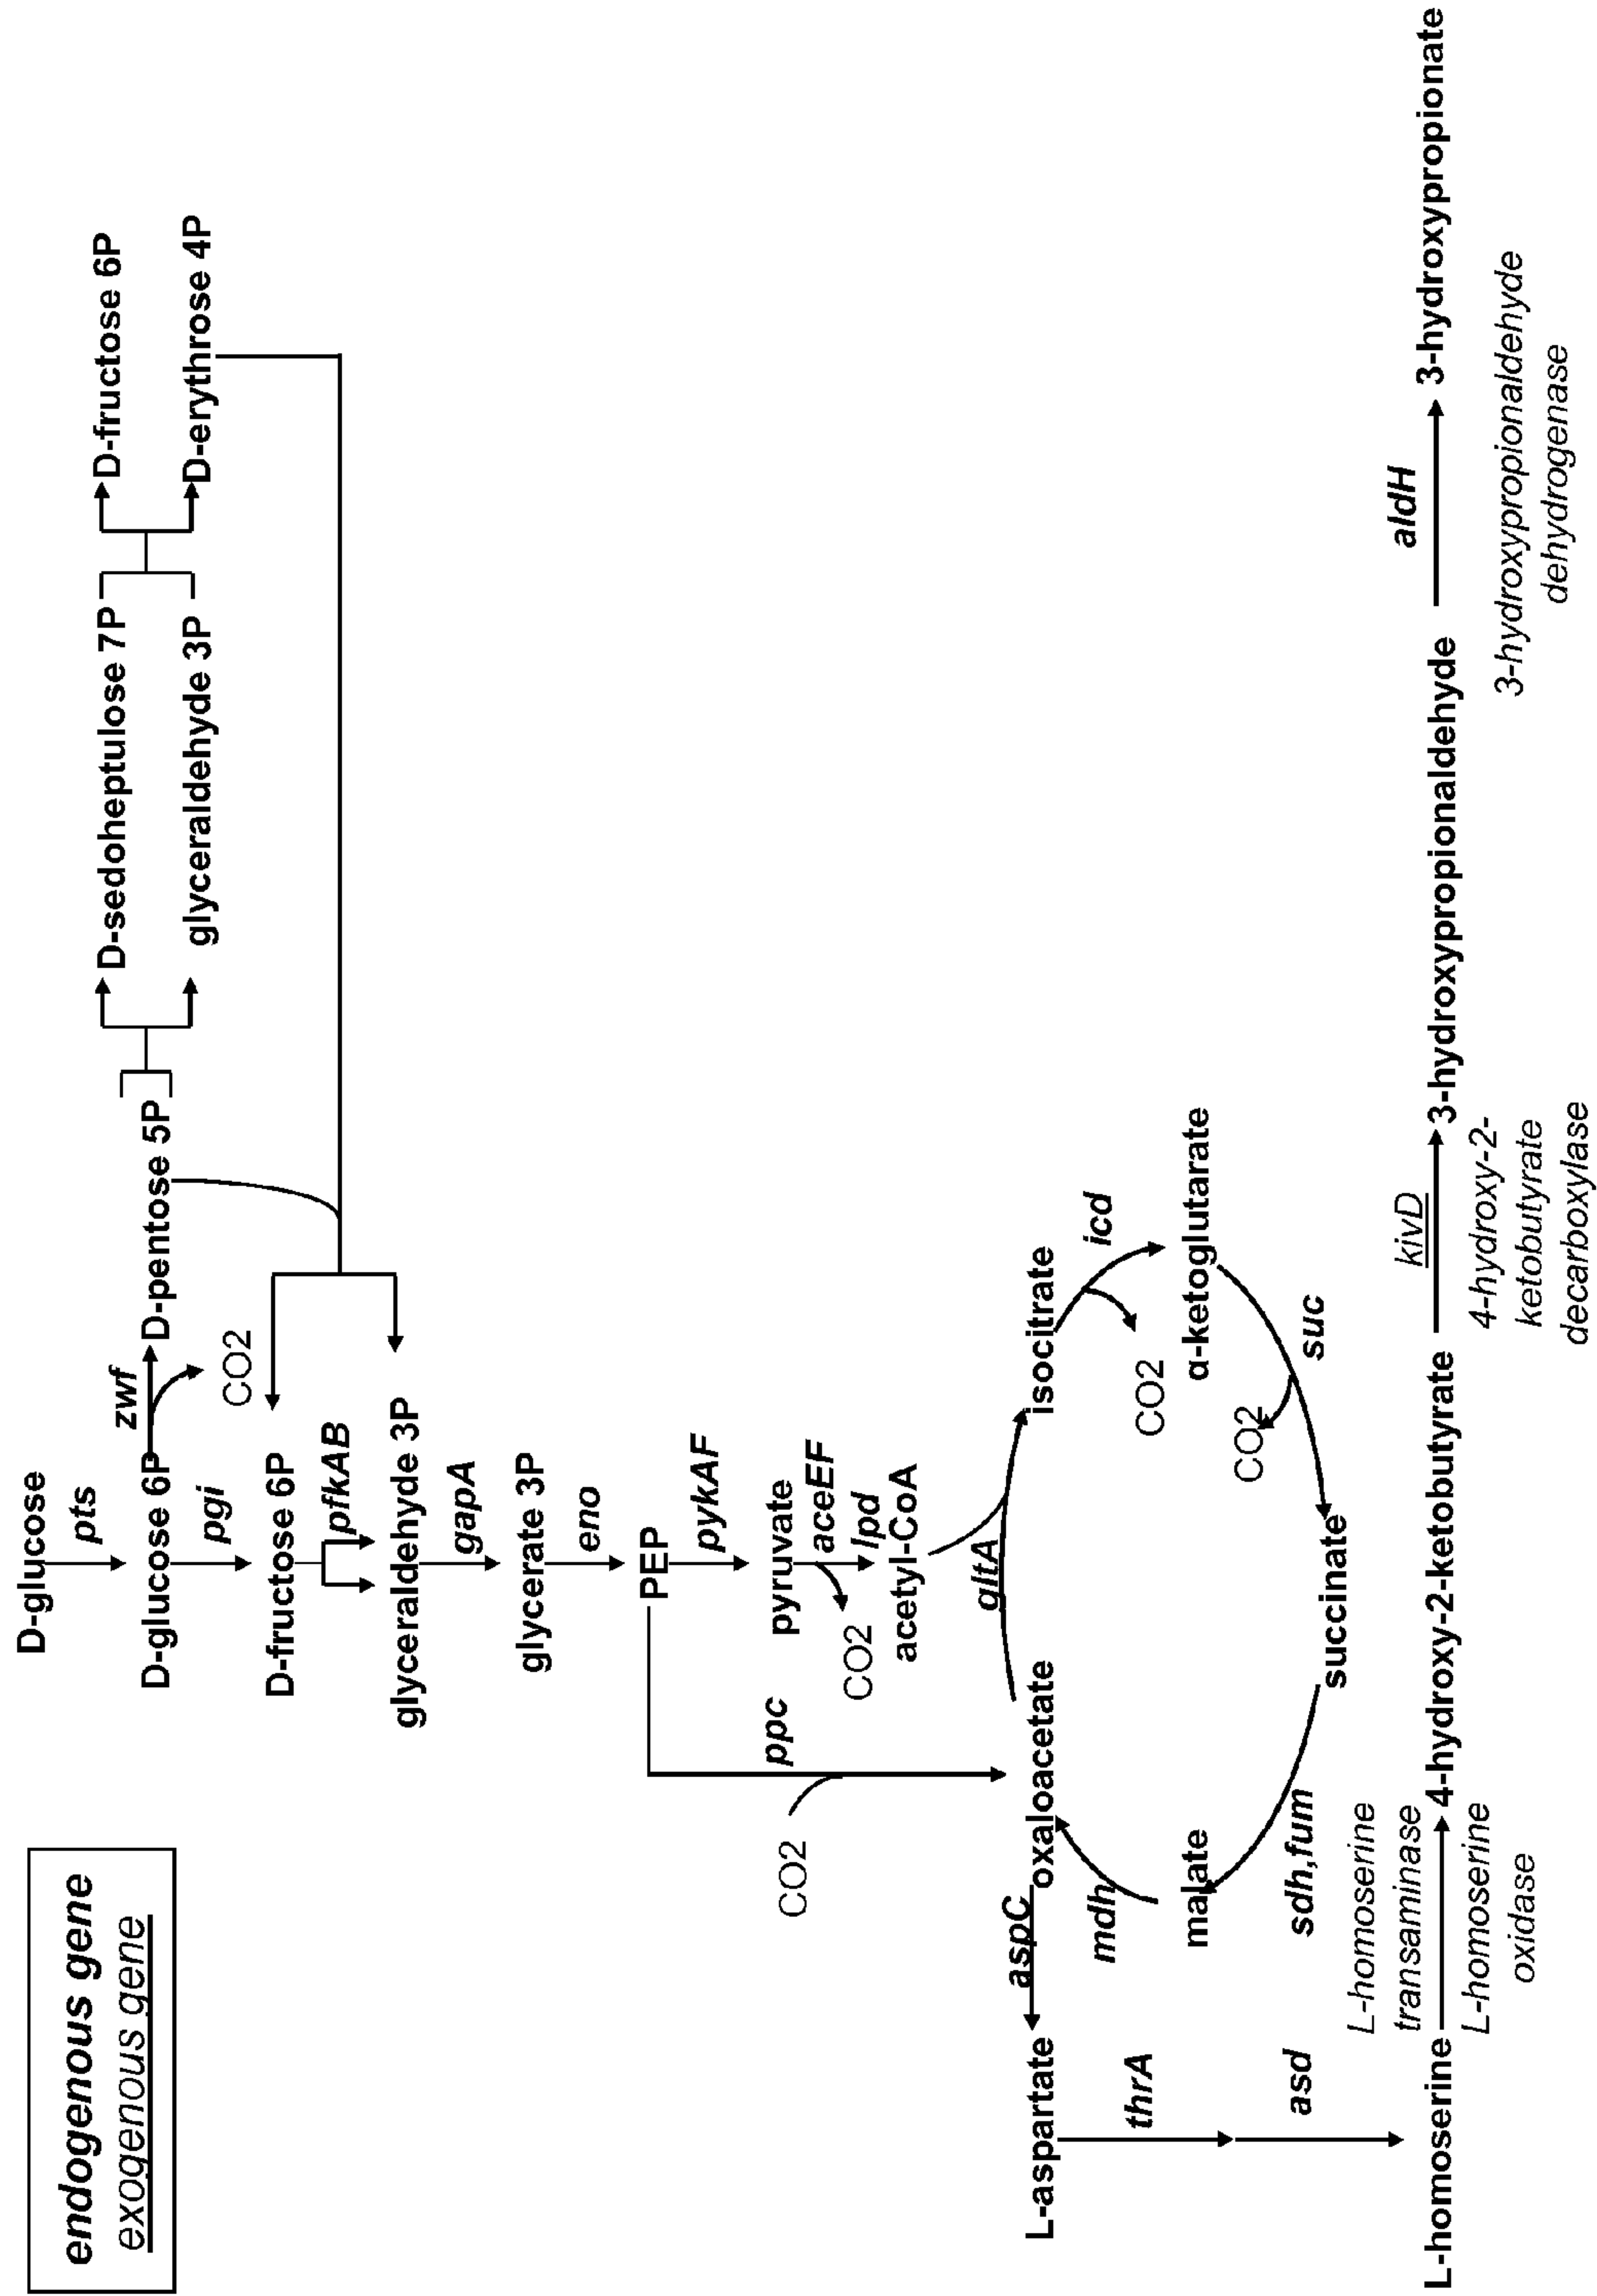 endogenous gene
exogenous gene
D-glucose
pts
D-glucose 6P
zwf
D-pentose 5P
CO2
D-sedoheptulose 7P
glyceraldehyde 3P
D-fructose 6P
D-erythrose 4P
pgi
D-fructose 6P
pfkAB
glyceraldehyde 3P
gapA
glycerate 3P
eno
PEP
pykAF
ppc
CO2
pyruvate
aceEF
lpd
CO2
acetyl-CoA
gltA
oxaloacetate
isocitrate
icd
CO2
α-ketoglutarate
suc
CO2
succinate
sdh,fum
malate
mdh
aspC
L-aspartate
thrA
asd
L-homoserine
L-homoserine
transaminase
L-homoserine
oxidase
4-hydroxy-2-ketobutyrate
kivD
4-hydroxy-2-
ketobutyrate
decarboxylase
3-hydroxypropionaldehyde
aldH
3-hydroxypropionaldehyde
dehydrogenase
3-hydroxypropionate